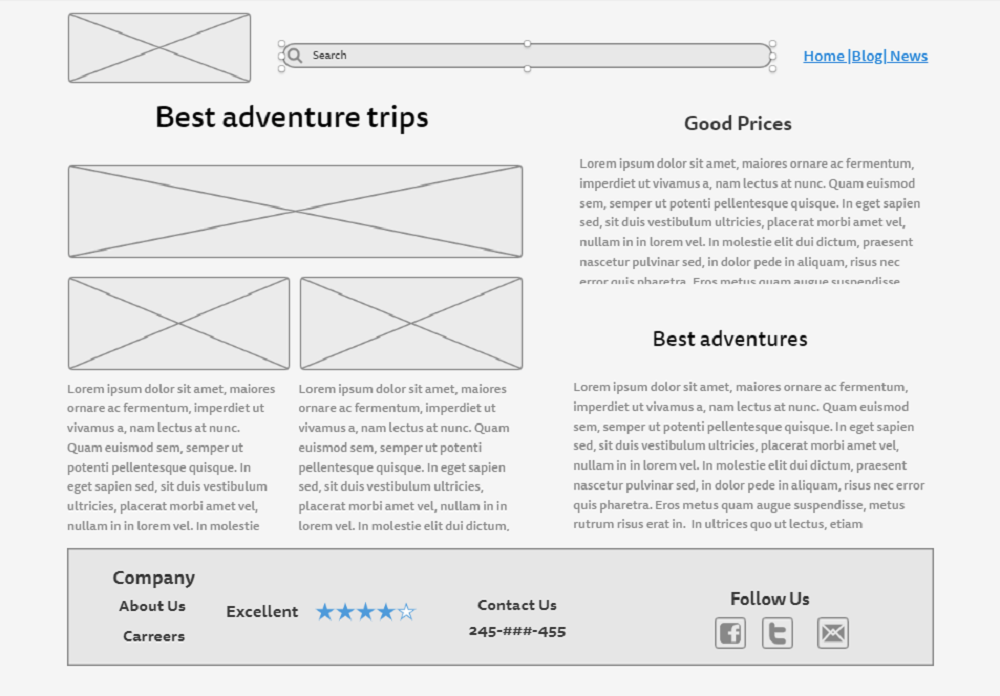 Search
Home |Blog| News
Best adventure trips
Lorem ipsum dolor sit amet, maiores
ornare ac fermentum, imperdiet ut
vivamus a, nam lectus at nunc.
Quam euismod sem, semper ut
potenti pellentesque quisque. In
eget sapien sed, sit duis vestibulum
ultricies, placerat morbi amet vel,
nullam in in lorem vel. In molestie
Lorem ipsum dolor sit amet, maiores
ornare ac fermentum, imperdiet ut
vivamus a, nam lectus at nunc. Quam
euismod sem, semper ut potenti
pellentesque quisque. In eget sapien
sed, sit duis vestibulum ultricies,
placerat morbi amet vel, nullam in in
lorem vel. In molestie elit dui dictum,
Good Prices
Lorem ipsum dolor sit amet, maiores ornare ac fermentum,
imperdiet ut vivamus a, nam lectus at nunc. Quam euismod
sem, semper ut potenti pellentesque quisque. In eget sapien
sed, sit duis vestibulum ultricies, placerat morbi amet vel,
nullam in in lorem vel. In molestie elit dui dictum, praesent
nascetur pulvinar sed, in dolor pede in aliquam, risus nec
error quis pharetra. Eros metus quam augue suspendisse,
Best adventures
Lorem ipsum dolor sit amet, maiores ornare ac fermentum,
imperdiet ut vivamus a, nam lectus at nunc. Quam euismod
sem, semper ut potenti pellentesque quisque. In eget sapien
sed, sit duis vestibulum ultricies, placerat morbi amet vel,
nullam in in lorem vel. In molestie elit dui dictum, praesent
nascetur pulvinar sed, in dolor pede in aliquam, risus nec error
quis pharetra. Eros metus quam augue suspendisse, metus
rutrum risus erat in. In ultrices quo ut lectus, etiam
Company
About Us
Carreers
Excellent
Contact Us
245-###-455
Follow Us